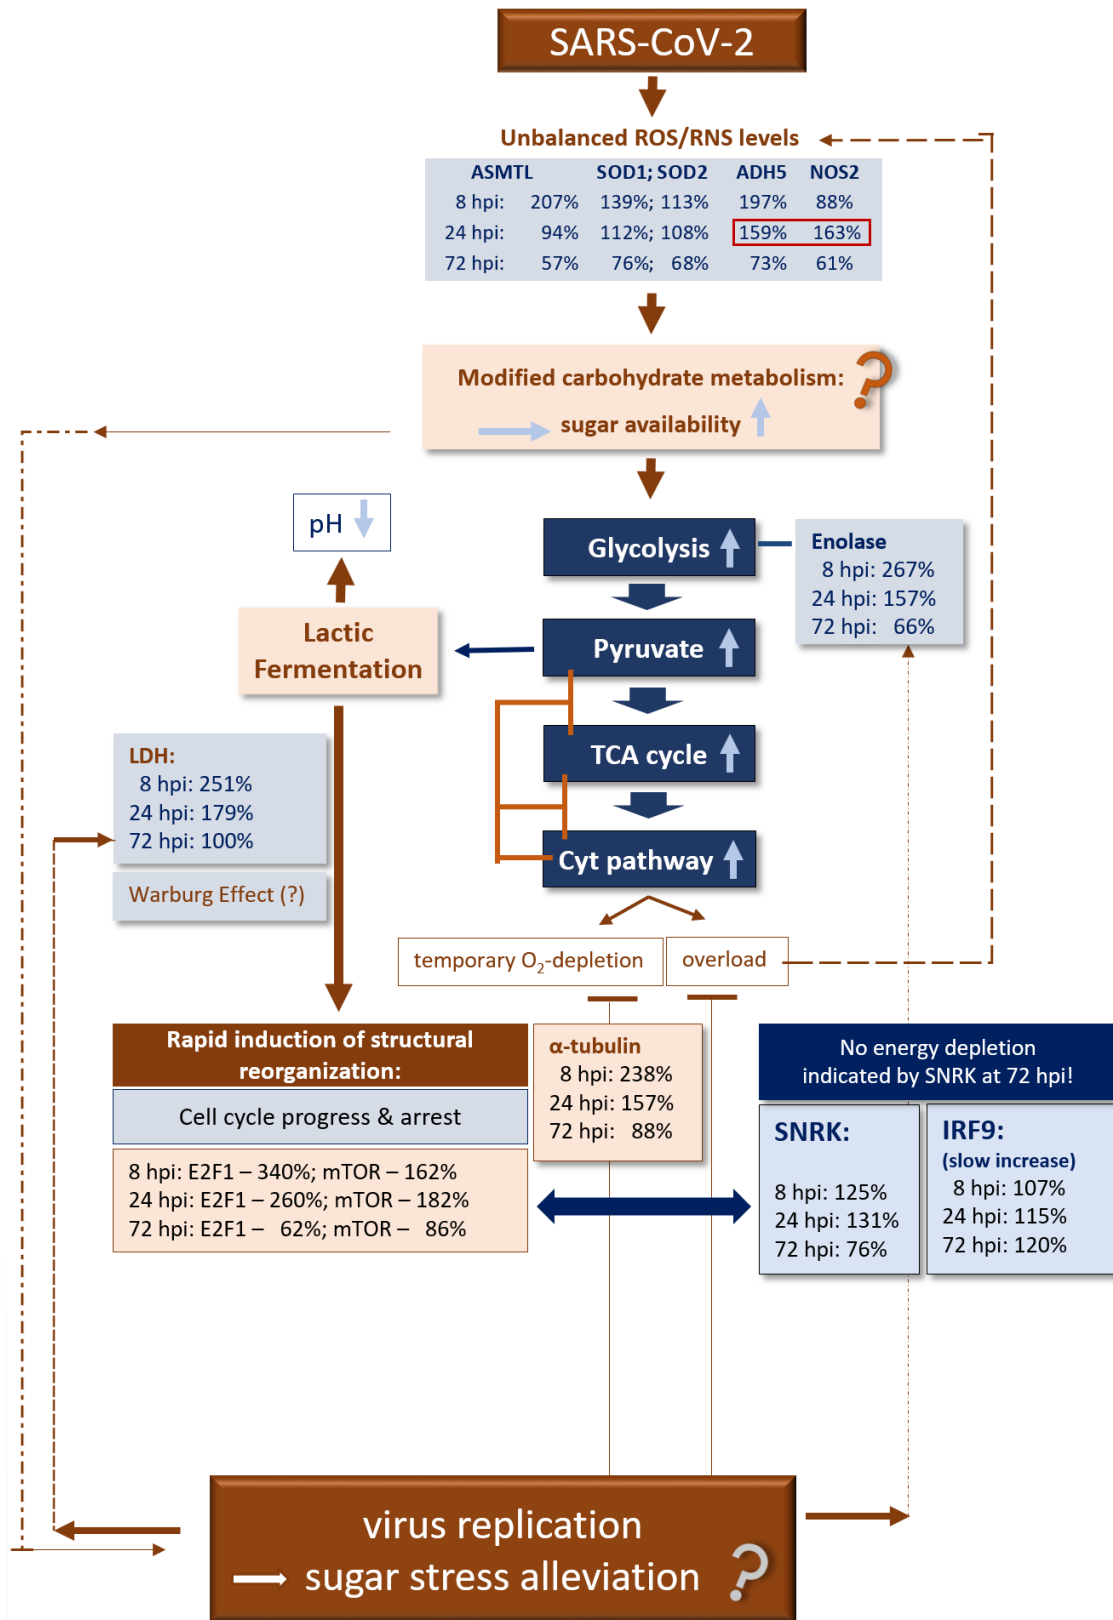 SARS-CoV-2
Unbalanced ROS/RNS levels
ASMTL SOD1; SOD2 ADH5 NOS2
8 hpi: 207% 139%; 113% 197% 88%
24 hpi: 94% 112%; 108% 159% 163%
72 hpi: 57% 76%; 68% 73% 61%
Modified carbohydrate metabolism:
sugar availability
?
pH
Glycolysis
Enolase
8 hpi: 267%
24 hpi: 157%
72 hpi: 66%
Lactic
Fermentation
Pyruvate
TCA cycle
LDH:
8 hpi: 251%
24 hpi: 179%
72 hpi: 100%
Warburg Effect (?)
Cyt pathway
temporary O₂-depletion
overload
Rapid induction of structural
reorganization:
Cell cycle progress & arrest
8 hpi: E2F1 – 340%; mTOR – 162%
24 hpi: E2F1 – 260%; mTOR – 182%
72 hpi: E2F1 – 62%; mTOR – 86%
α-tubulin
8 hpi: 238%
24 hpi: 157%
72 hpi: 88%
No energy depletion
indicated by SNRK at 72 hpi!
SNRK:
8 hpi: 125%
24 hpi: 131%
72 hpi: 76%
IRF9:
(slow increase)
8 hpi: 107%
24 hpi: 115%
72 hpi: 120%
virus replication
sugar stress alleviation ?